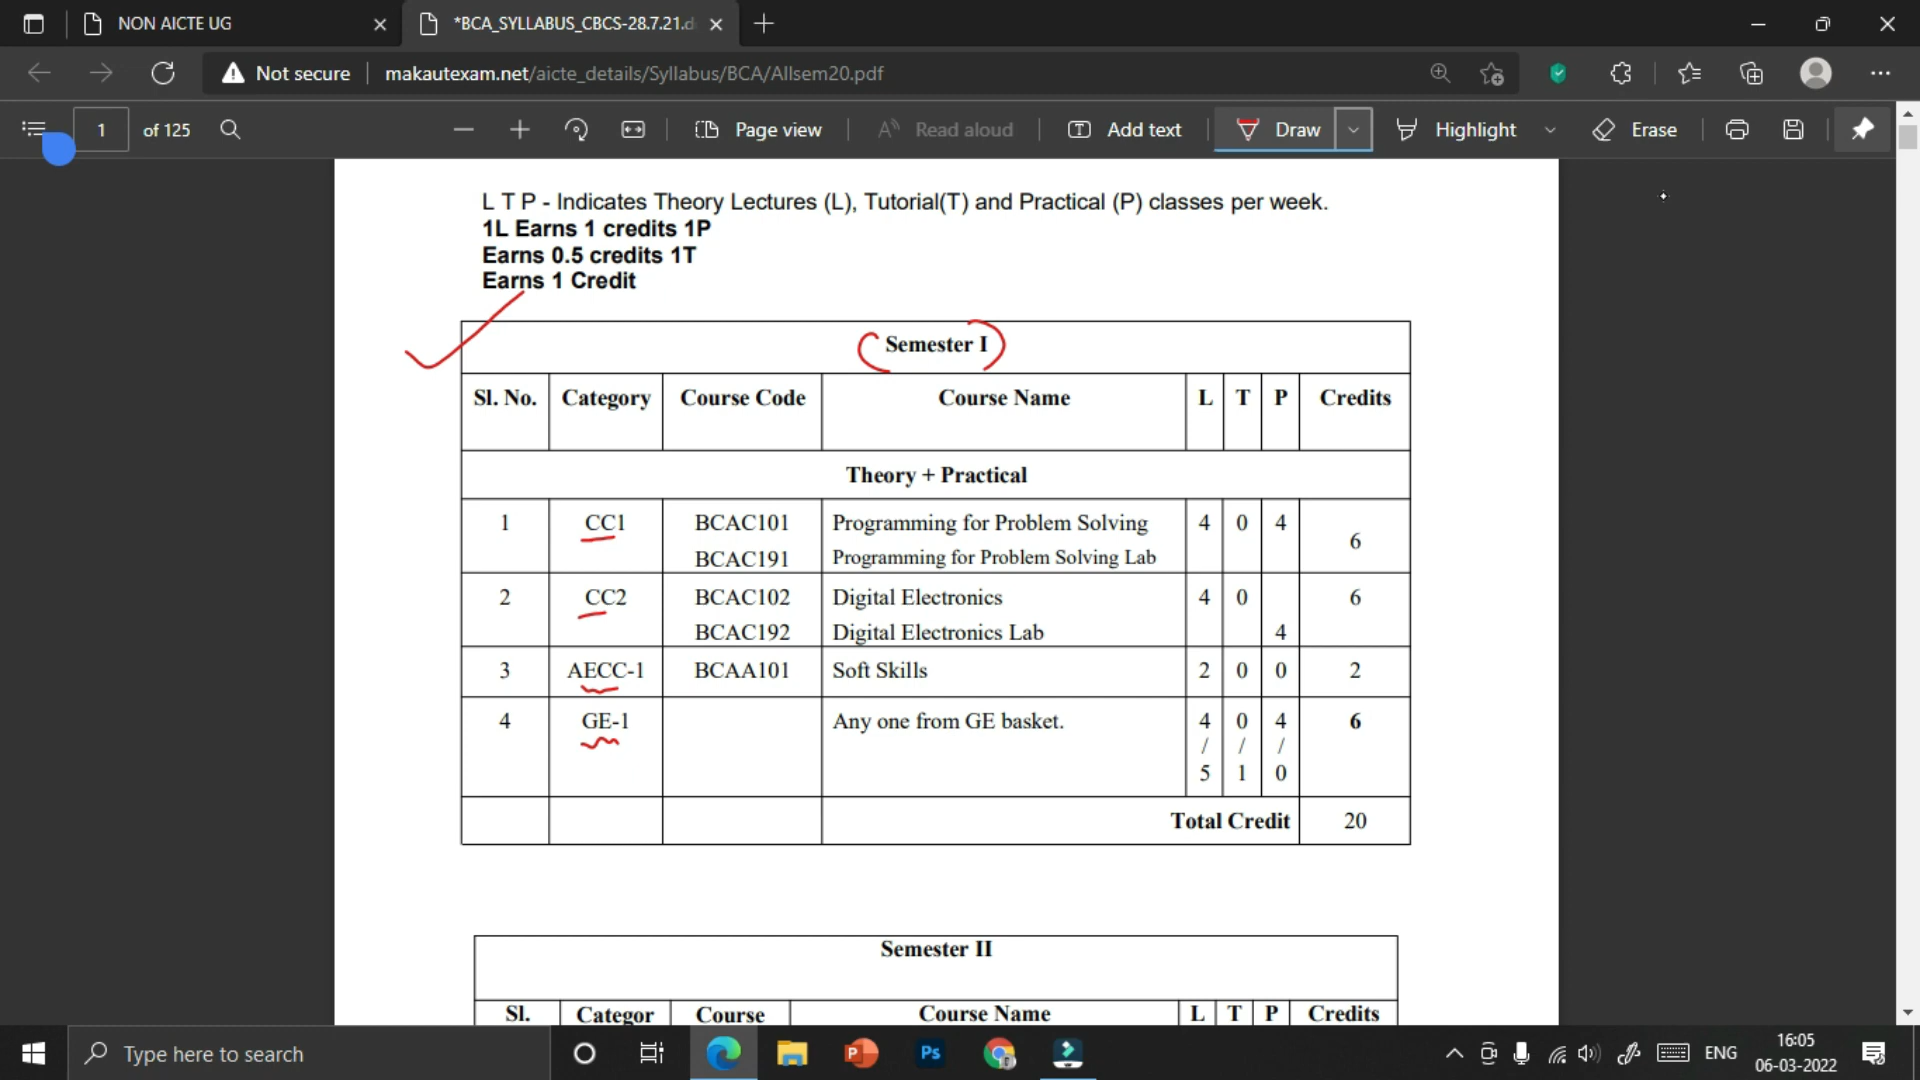 NON AICTE UG
*BCA_SYLLABUS_CBCS-28.7.21.d
Not secure
makautexam.net/aicte_details/Syllabus/BCA/Allsem20.pdf
1 of 125
Page view
Read aloud
Add text
Draw
Highlight
Erase
L T P - Indicates Theory Lectures (L), Tutorial(T) and Practical (P) classes per week.
1L Earns 1 credits 1P
Earns 0.5 credits 1T
Earns 1 Credit
Semester I
Sl. No. Category Course Code Course Name L T P Credits
Theory + Practical
1 CC1 BCAC101 Programming for Problem Solving 4 0 4 6
BCAC191 Programming for Problem Solving Lab
2 CC2 BCAC102 Digital Electronics 4 0 6
BCAC192 Digital Electronics Lab 4
3 AECC-1 BCAA101 Soft Skills 2 0 0 2
4 GE-1 Any one from GE basket. 4 0 4 6
/ / /
5 1 0
Total Credit 20
Semester II
Sl. Categor Course Course Name L T P Credits
Type here to search
P
Ps
ENG
16:05
06-03-2022